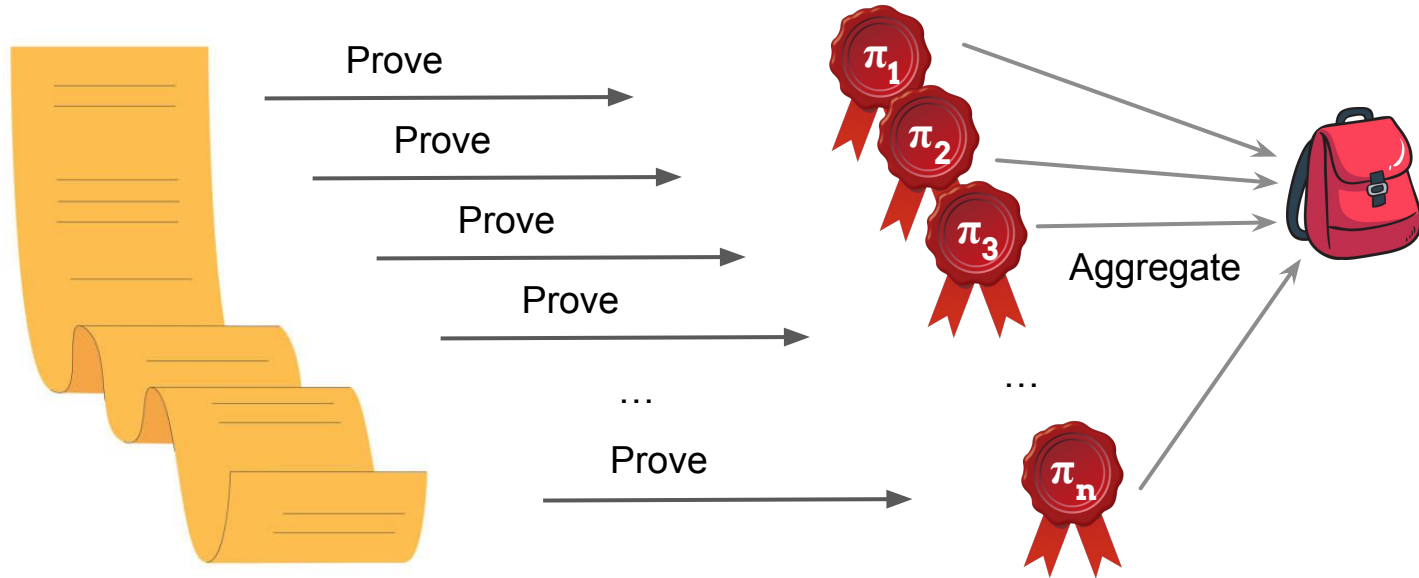 Prove
π1
Prove
π2
Prove
π3
Aggregate
Prove
...
...
Prove
πn